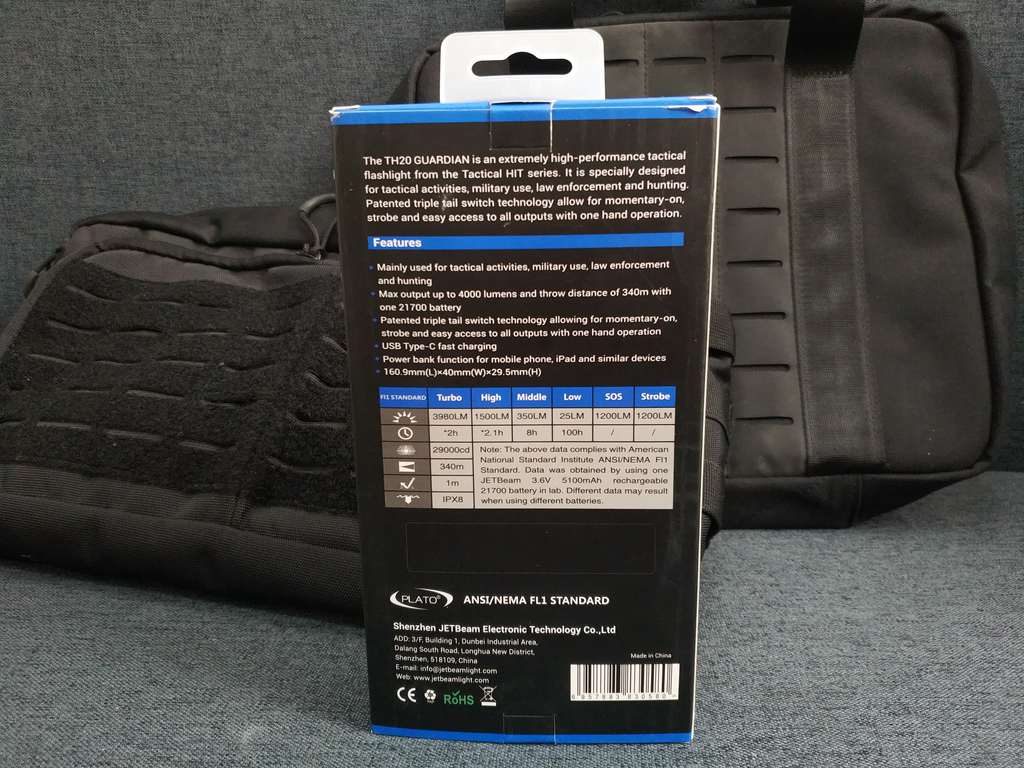 The TH20 GUARDIAN is an extremely high-performance tactical
flashlight from the Tactical HIT series. It is specially designed
for tactical activities, military use, law enforcement and hunting.
Patented triple tail switch technology allow for momentary-on,
strobe and easy access to all outputs with one hand operation.
Features
Mainly used for tactical activities, military use, law enforcement
and hunting
Max output up to 4000 lumens and throw distance of 340m with
one 21700 battery
Patented triple tail switch technology allowing for momentary-on,
strobe and easy access to all outputs with one hand operation
USB Type-C fast charging
Power bank function for mobile phone, iPad and similar devices
160.9mm(L)×40mm(W)×29.5mm(H)
Fl1 STANDARD Turbo High Middle Low SOS Strobe
3980LM 1500LM 350LM 25LM 1200LM 1200LM
*2h *2.1h 8h 100h / /
29000cd
340m
1m
IPX8
Note: The above data complies with American
National Standard Institute ANSI/NEMA Fl1
Standard. Data was obtained by using one
JETBeam 3.6V 5100mAh rechargeable
21700 battery in lab. Different data may result
when using different batteries.
PLATO® ANSI/NEMA FL1 STANDARD
Shenzhen JETBeam Electronic Technology Co.,Ltd
ADD: 3/F, Building 1, Dunbei Industrial Area,
Dalang South Road, Longhua New District,
Shenzhen, 518109, China
E-mail: info@jetbeamlight.com
Web: www.jetbeamlight.com
Made in China
CE RoHS